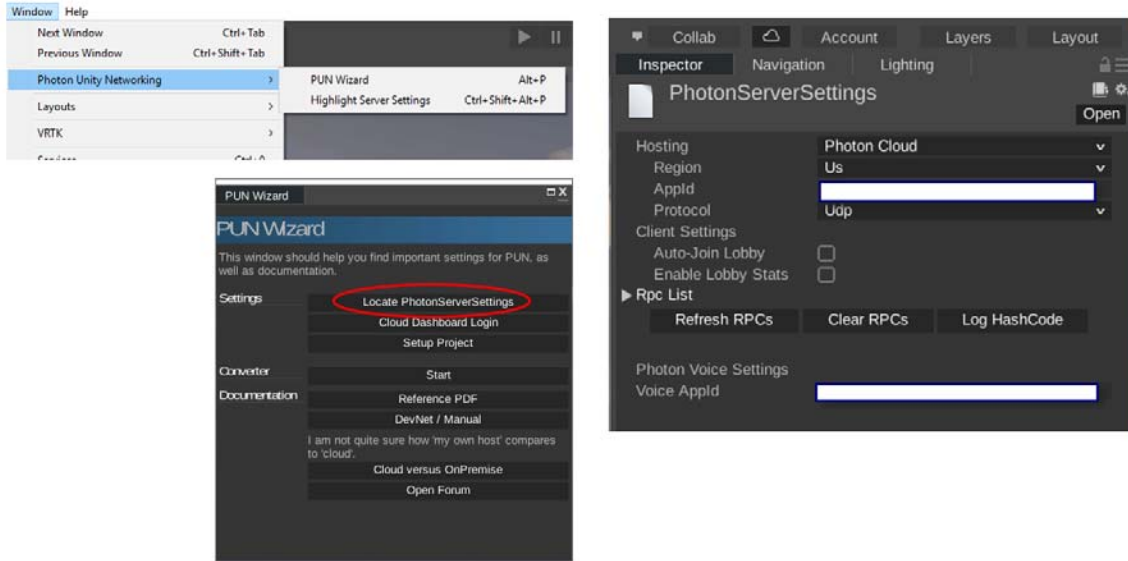 Window Help
Next Window Ctrl+Tab
Previous Window Ctrl+Shift+Tab
Photon Unity Networking
Layouts
VRTK
PUN Wizard Alt+P
Highlight Server Settings Ctrl+Shift+Alt+P
PUN Wizard
PUN Wizard
This window should help you find important settings for PUN, as
well as documentation.
Settings
Locate PhotonServerSettings
Cloud Dashboard Login
Setup Project
Converter
Start
Documentation
Reference PDF
DevNet / Manual
I am not quite sure how 'my own host' compares
to 'cloud'.
Cloud versus OnPremise
Open Forum
Collab Account Layers Layout
Inspector Navigation Lighting
PhotonServerSettings
Open
Hosting Photon Cloud
Region Us
AppId
Protocol Udp
Client Settings
Auto-Join Lobby
Enable Lobby Stats
Rpc List
Refresh RPCs Clear RPCs Log HashCode
Photon Voice Settings
Voice AppId